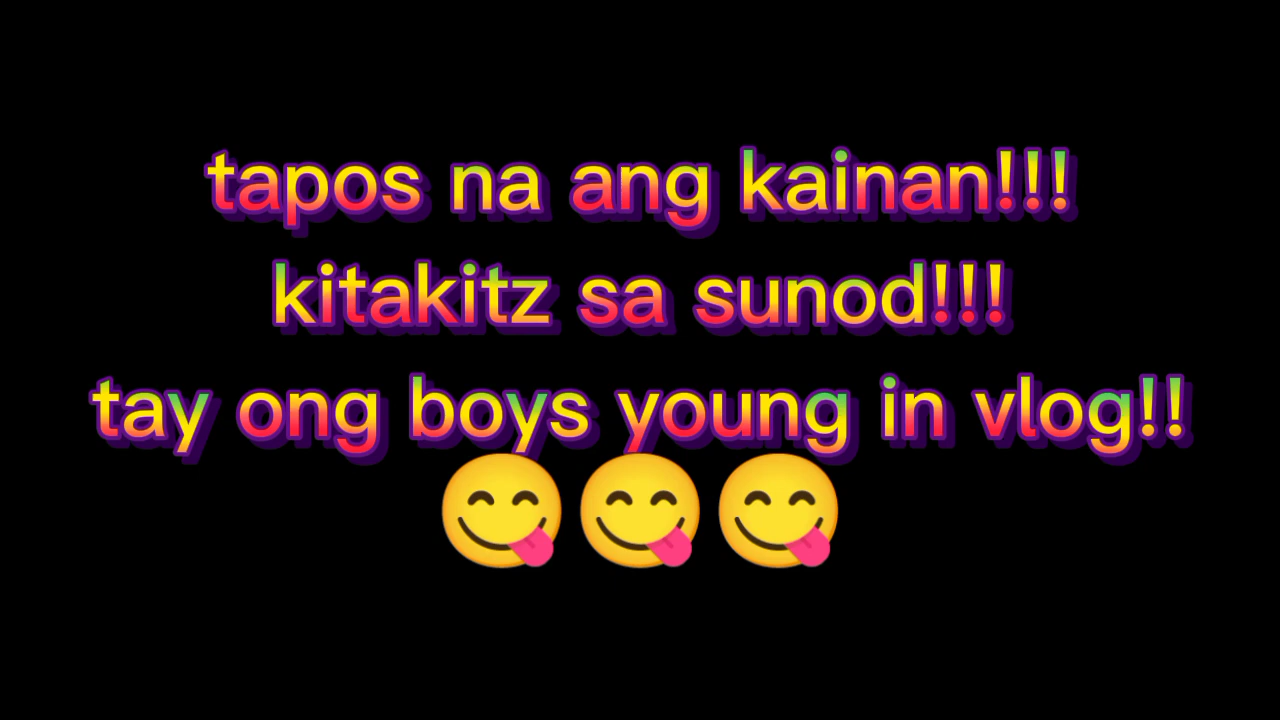 tapos na ang kainan!!!
kitakitz sa sunod!!!
tay ong boys young in vlog!!
😋😋😋